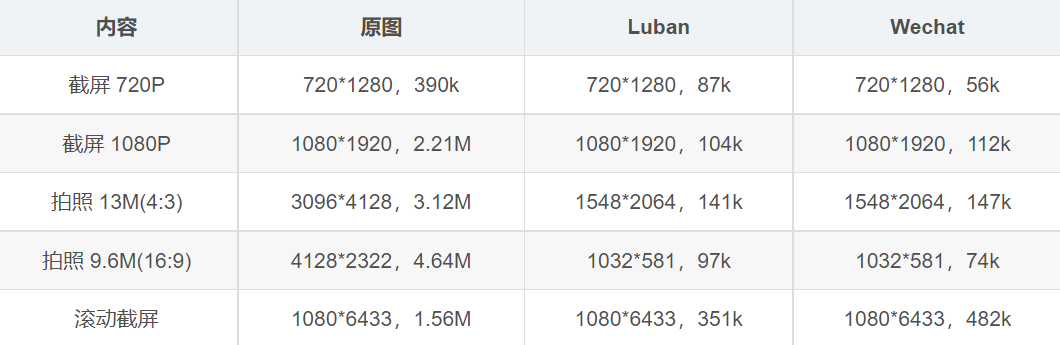 内容 原图 Luban Wechat
截屏 720P 720*1280，390k 720*1280，87k 720*1280，56k
截屏 1080P 1080*1920，2.21M 1080*1920，104k 1080*1920，112k
拍照 13M(4:3) 3096*4128，3.12M 1548*2064，141k 1548*2064，147k
拍照 9.6M(16:9) 4128*2322，4.64M 1032*581，97k 1032*581，74k
滚动截屏 1080*6433，1.56M 1080*6433，351k 1080*6433，482k